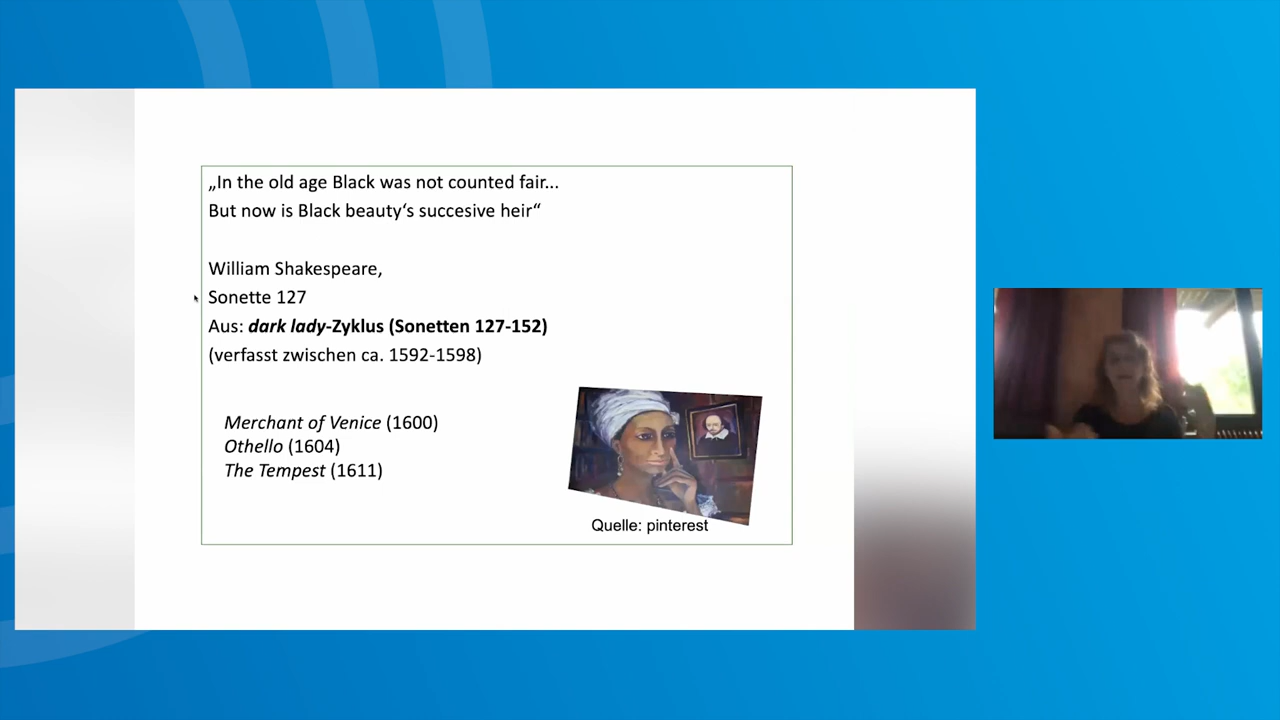 „In the old age Black was not counted fair...
But now is Black beauty‘s succesive heir“
William Shakespeare,
Sonette 127
Aus: dark lady-Zyklus (Sonetten 127-152)
(verfasst zwischen ca. 1592-1598)
Merchant of Venice (1600)
Othello (1604)
The Tempest (1611)
Quelle: pinterest